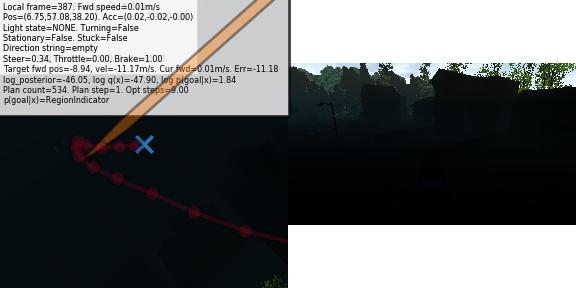 Local frame=387: Fwd speed=0.01m/s
Pos=(6.75,57.08,38.20). Acc=(0.02,-0.02,-0.00)
Light state=NONE. Turning=False
Stationary=False. Stuck=False
Direction string=empty
Steer=0.34, Throttle=0.00, Brake=1.00
Target fwd pos=-8.94, vel=-11.17m/s. Cur fwd=0.01m/s. Err=-11.18
log_posterior=-46.05, log q(x)=-47.90, log p(goal|x)=1.84
Plan count=534. Plan step=1. Opt steps=9.00
p(goal|x)=RegionIndicator